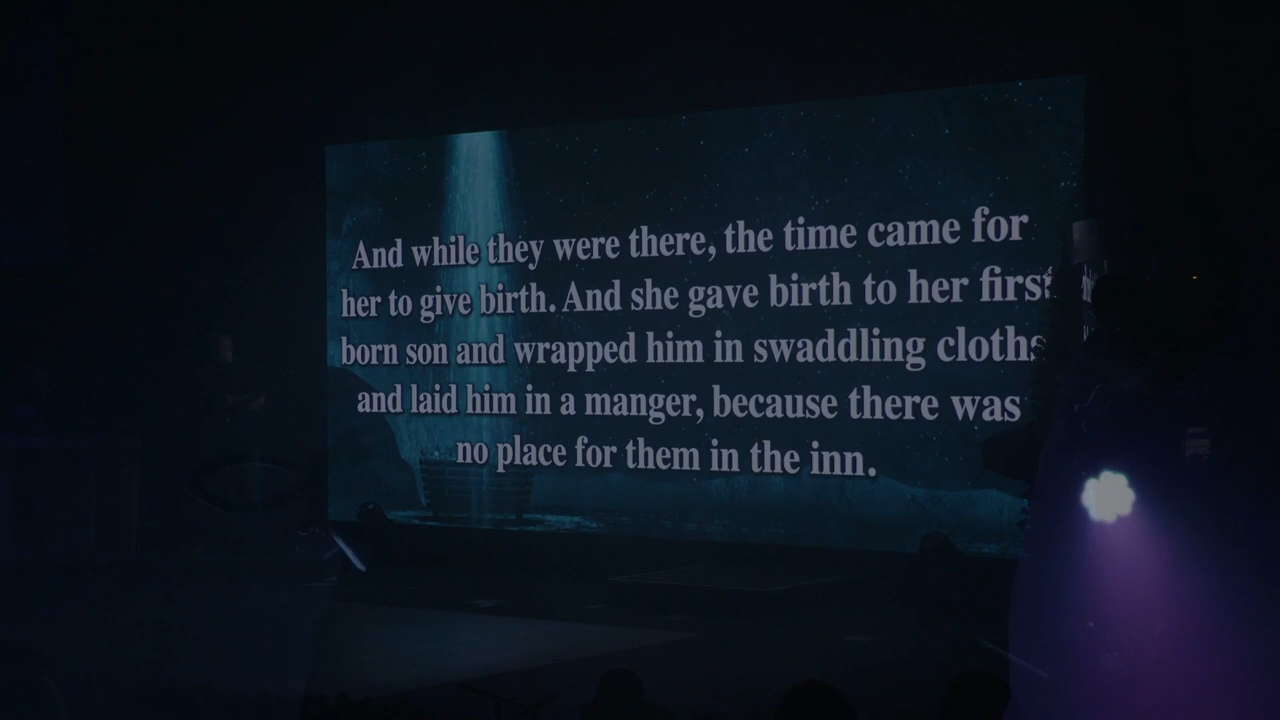 And while they were there, the time came for
her to give birth. And she gave birth to her first
born son and wrapped him in swaddling cloths
and laid him in a manger, because there was
no place for them in the inn.